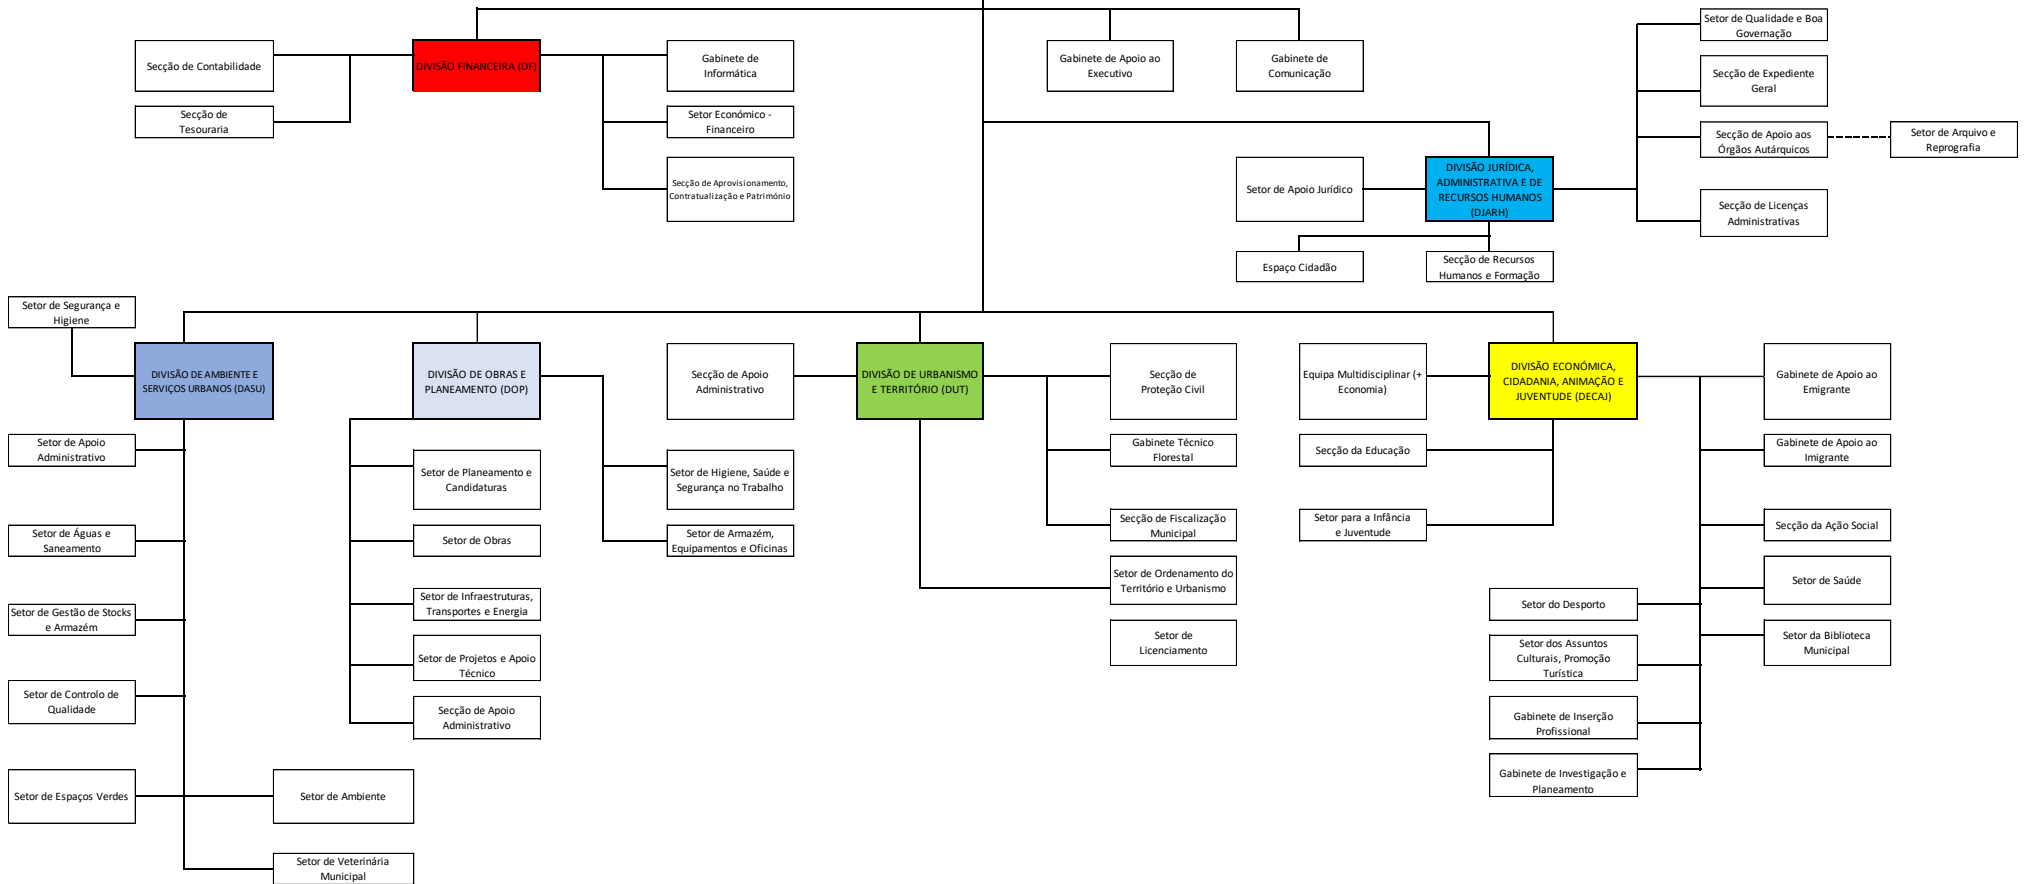 Setor de Qualidade e Boa
Governação
Secção de Contabilidade
DIVISÃO FINANCEIRA (DF)
Gabinete de
Informática
Gabinete de Apoio ao
Executivo
Gabinete de
Comunicação
Secção de Expediente
Geral
Secção de
Tesouraria
Setor Económico -
Financeiro
Secção de Apoio aos
Órgãos Autárquicos
Setor de Arquivo e
Reprografia
Secção de Aprovisionamento,
Contratualização e Património
Setor de Apoio Jurídico
DIVISÃO JURÍDICA,
ADMINISTRATIVA E DE
RECURSOS HUMANOS
(DJARH)
Secção de Licenças
Administrativas
Espaço Cidadão
Secção de Recursos
Humanos e Formação
Setor de Segurança e
Higiene
DIVISÃO DE AMBIENTE E
SERVIÇOS URBANOS (DASU)
DIVISÃO DE OBRAS E
PLANEAMENTO (DOP)
Secção de Apoio
Administrativo
DIVISÃO DE URBANISMO
E TERRITÓRIO (DUT)
Secção de
Proteção Civil
Equipa Multidisciplinar (+
Economia)
DIVISÃO ECONÓMICA,
CIDADANIA, ANIMAÇÃO E
JUVENTUDE (DECAJ)
Gabinete de Apoio ao
Emigrante
Setor de Apoio
Administrativo
Setor de Planeamento e
Candidaturas
Setor de Higiene, Saúde e
Segurança no Trabalho
Gabinete Técnico
Florestal
Secção da Educação
Gabinete de Apoio ao
Imigrante
Setor de Águas e
Saneamento
Setor de Obras
Setor de Armazém,
Equipamentos e Oficinas
Secção de Fiscalização
Municipal
Setor para a Infância
e Juventude
Secção da Ação Social
Setor de Gestão de Stocks
e Armazém
Setor de Infraestruturas,
Transportes e Energia
Setor de Ordenamento do
Território e Urbanismo
Setor do Desporto
Setor de Saúde
Setor de Projetos e Apoio
Técnico
Setor de
Licenciamento
Setor dos Assuntos
Culturais, Promoção
Turística
Setor da Biblioteca
Municipal
Setor de Controlo de
Qualidade
Secção de Apoio
Administrativo
Gabinete de Inserção
Profissional
Setor de Espaços Verdes
Setor de Ambiente
Gabinete de Investigação e
Planeamento
Setor de Veterinária
Municipal